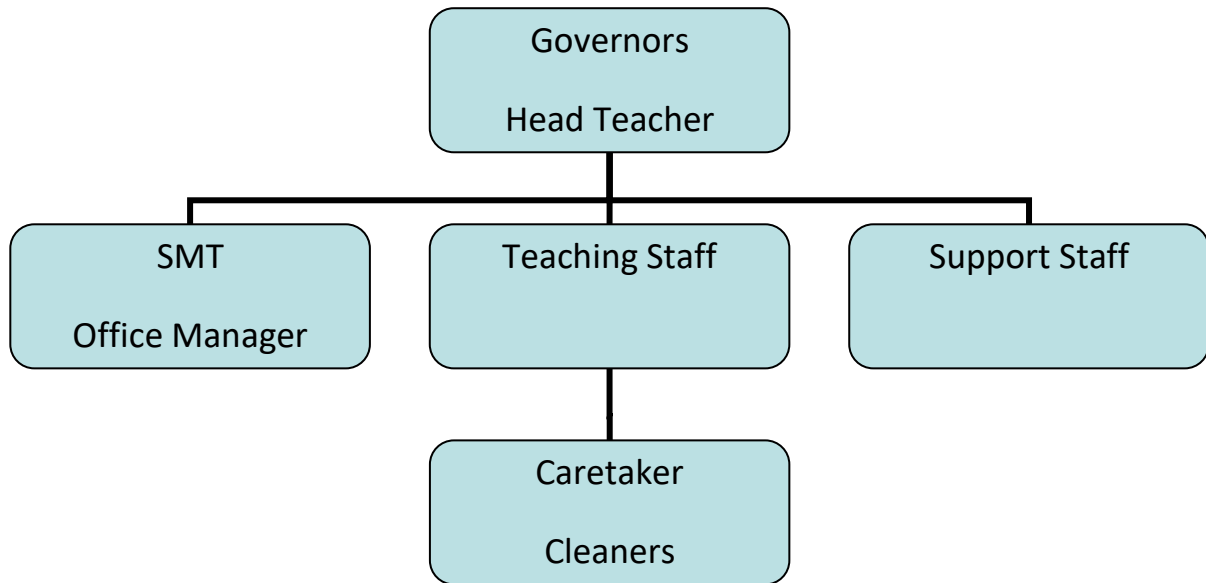 Governors
Head Teacher
SMT
Office Manager
Teaching Staff
Support Staff
Caretaker
Cleaners